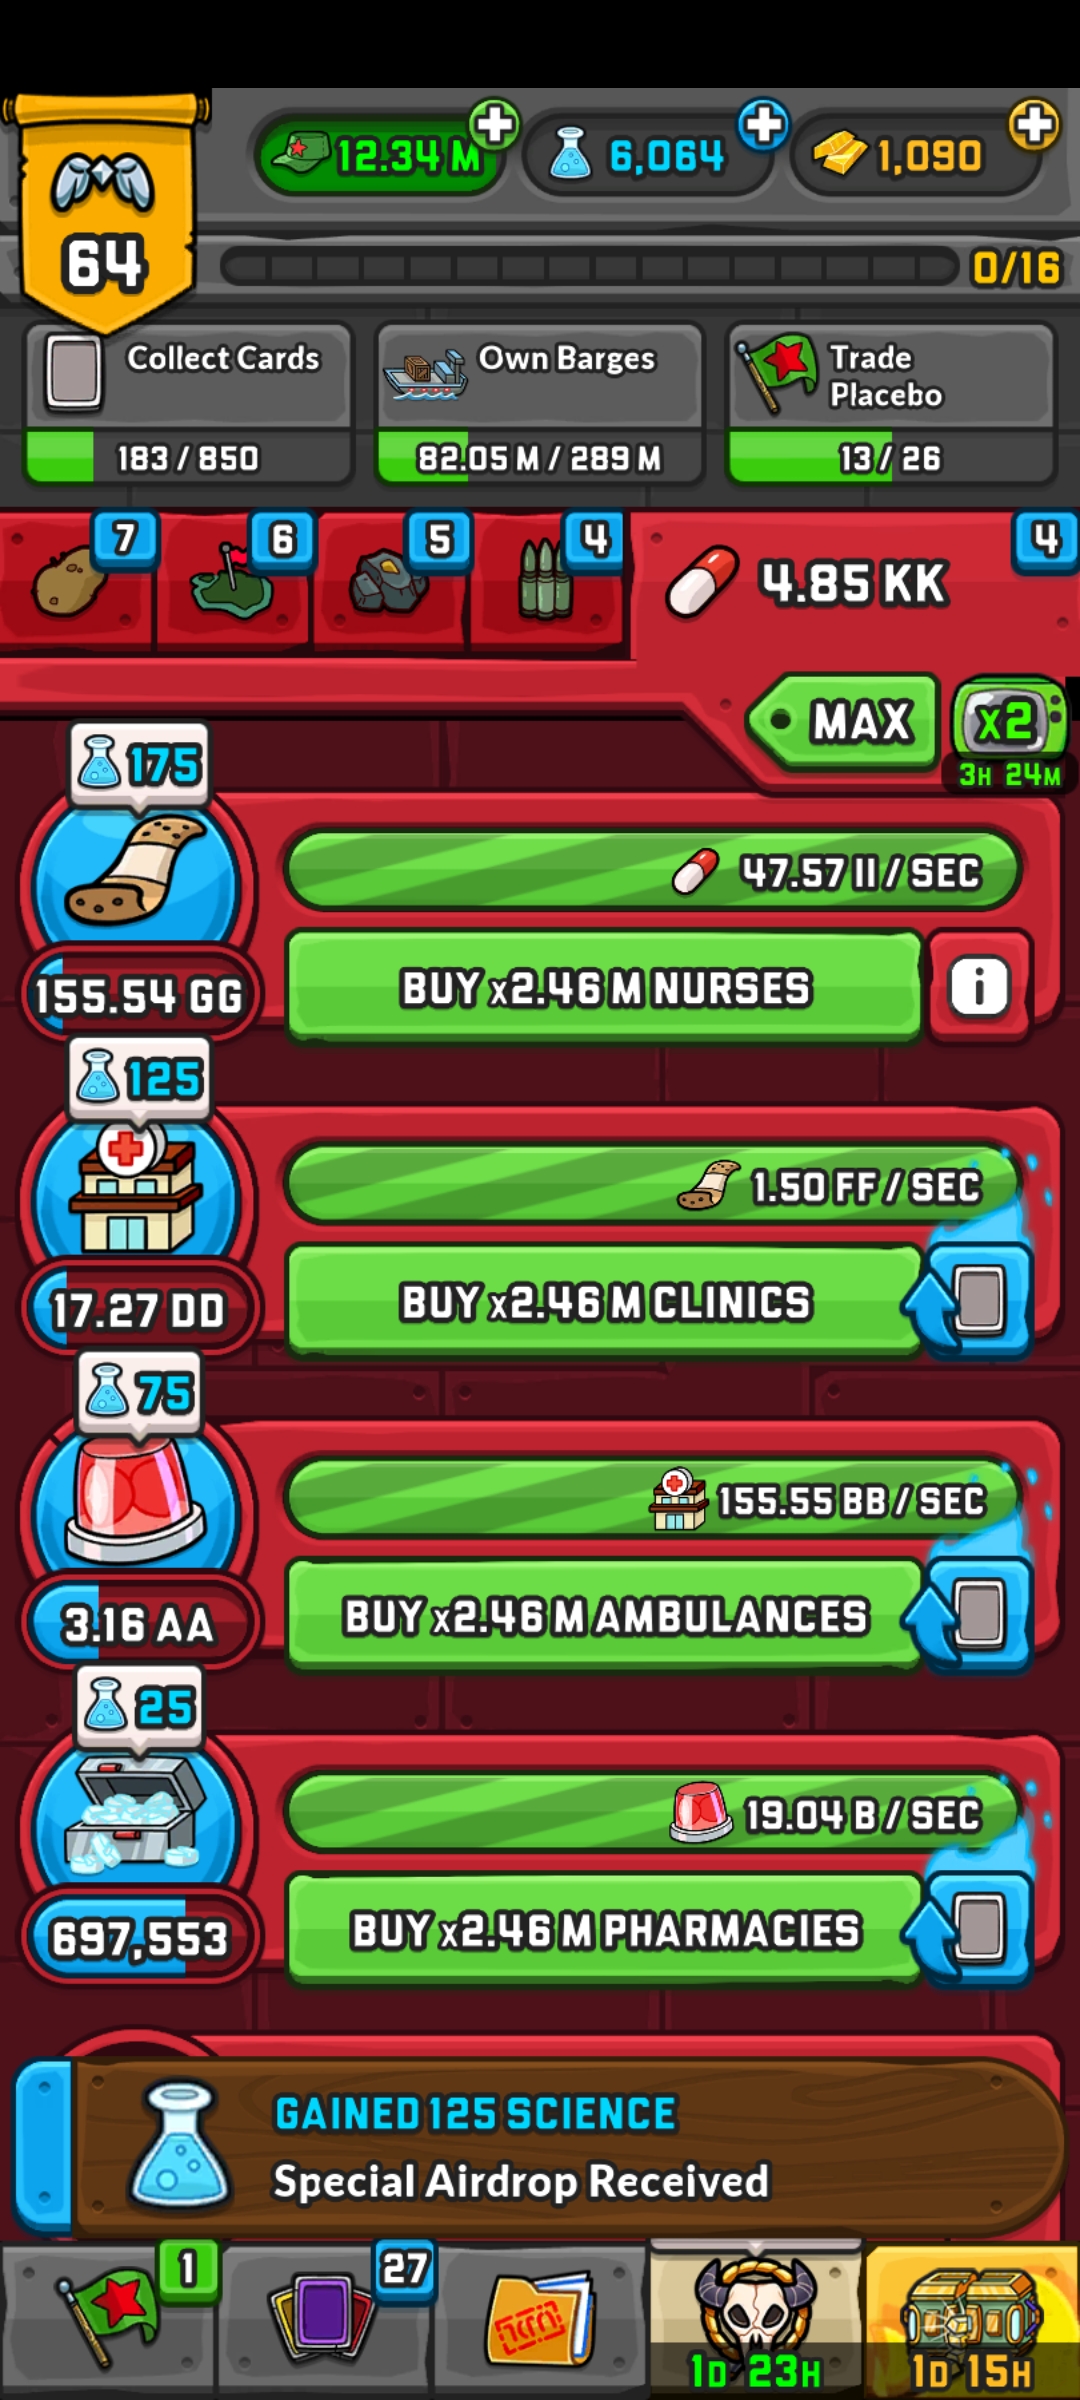 64
12.34 M
6,064
1,090
0/16
Collect Cards
183 / 850
Own Barges
82.05 M / 289 M
Trade
Placebo
13 / 26
7
6
5
4
4.85 KK
4
MAX
x2
3H 24M
175
47.57 II / SEC
155.54 GG
BUY x2.46 M NURSES
i
125
1.50 FF / SEC
17.27 DD
BUY x2.46 M CLINICS
75
155.55 BB / SEC
3.16 AA
BUY x2.46 M AMBULANCES
25
19.04 B / SEC
697,553
BUY x2.46 M PHARMACIES
GAINED 125 SCIENCE
Special Airdrop Received
1
27
1D 23H
1D 15H